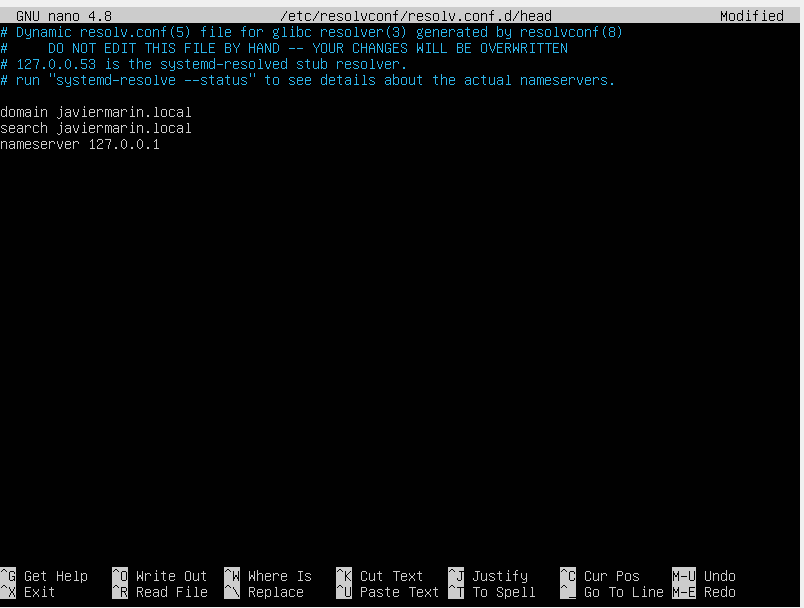 GNU nano 4.8 /etc/resolvconf/resolv.conf.d/head Modified
# Dynamic resolv.conf(5) file for glibc resolver(3) generated by resolvconf(8)
#     DO NOT EDIT THIS FILE BY HAND -- YOUR CHANGES WILL BE OVERWRITTEN
# 127.0.0.53 is the systemd-resolved stub resolver.
# run "systemd-resolve --status" to see details about the actual nameservers.
domain javiermarin.local
search javiermarin.local
nameserver 127.0.0.1
^G Get Help ^O Write Out ^W Where Is ^K Cut Text ^J Justify ^C Cur Pos M-U Undo
^X Exit ^R Read File ^\ Replace ^U Paste Text ^T To Spell ^_ Go To Line M-E Redo